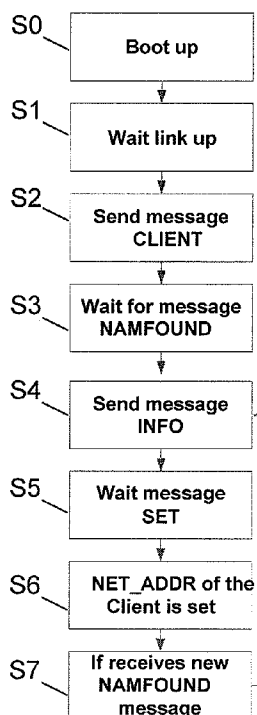 S0
Boot up
S1
Wait link up
S2
Send message
CLIENT
S3
Wait for message
NAMFOUND
S4
Send message
INFO
S5
Wait message
SET
S6
NET_ADDR of the
Client is set
S7
If receives new
NAMFOUND
message